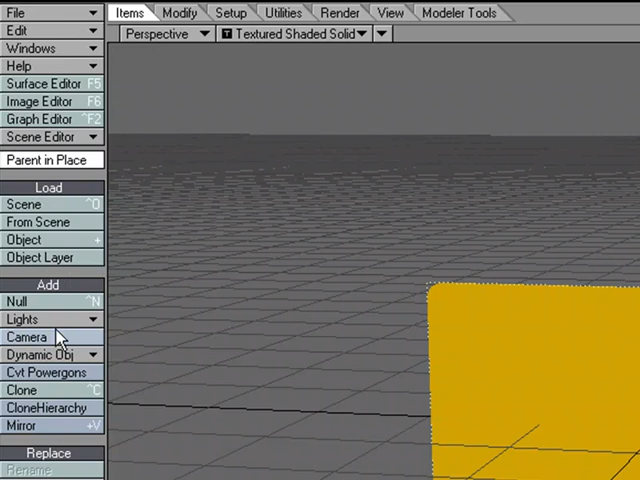 File
Items Modify Setup Utilities Render View Modeler Tools
Edit
Perspective T Textured Shaded Solid
Windows
Help
Surface Editor F5
Image Editor F6
Graph Editor ^F2
Scene Editor
Parent in Place
Load
Scene ^O
From Scene
Object +
Object Layer
Add
Null ^N
Lights
Camera
Dynamic Obj
Cvt Powergons
Clone ^C
CloneHierarchy
Mirror +V
Replace
Rename